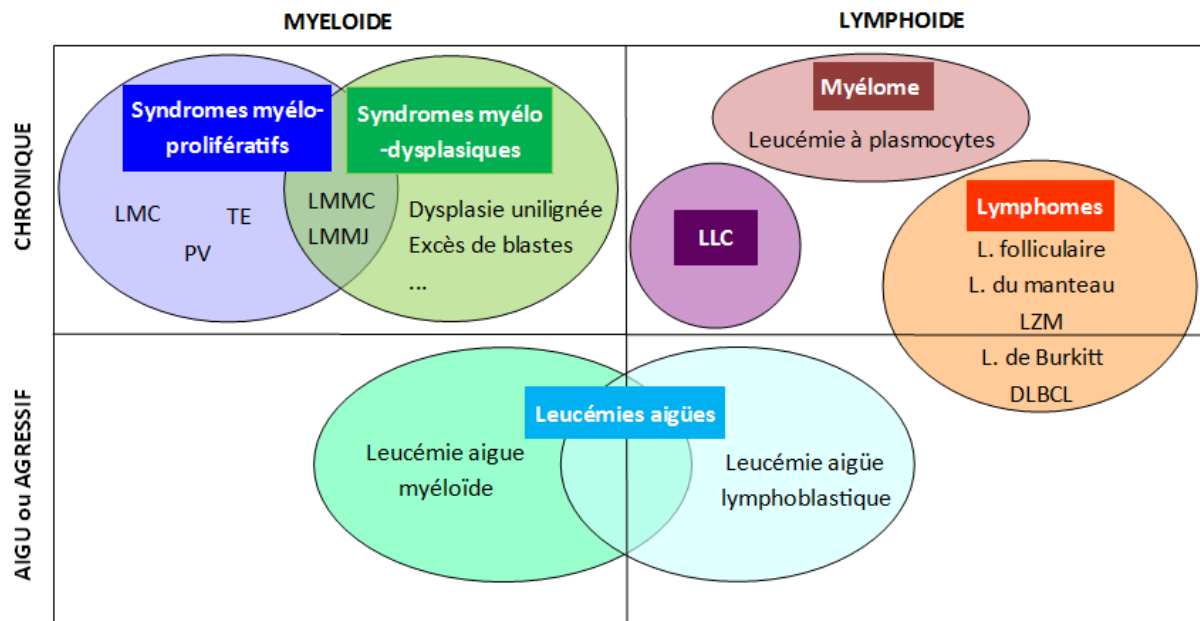 MYELOIDE
LYMPHOIDE
CHRONIQUE
Syndromes myélo-
prolifératifs
Syndromes myélo
-dysplasiques
LMC
TE
PV
LMMC
LMMJ
Dysplasie unilignée
Excès de blastes
...
Myélome
Leucémie à plasmocytes
LLC
Lymphomes
L. folliculaire
L. du manteau
LZM
L. de Burkitt
DLBCL
AIGU ou AGRESSIF
Leucémies aigües
Leucémie aigue
myéloïde
Leucémie aigüe
lymphoblastique